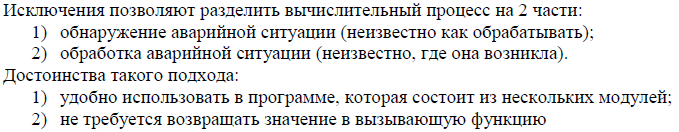 Исключения позволяют разделить вычислительный процесс на 2 части:
1) обнаружение аварийной ситуации (неизвестно как обрабатывать);
2) обработка аварийной ситуации (неизвестно, где она возникла).
Достоинства такого подхода:
1) удобно использовать в программе, которая состоит из нескольких модулей;
2) не требуется возвращать значение в вызывающую функцию